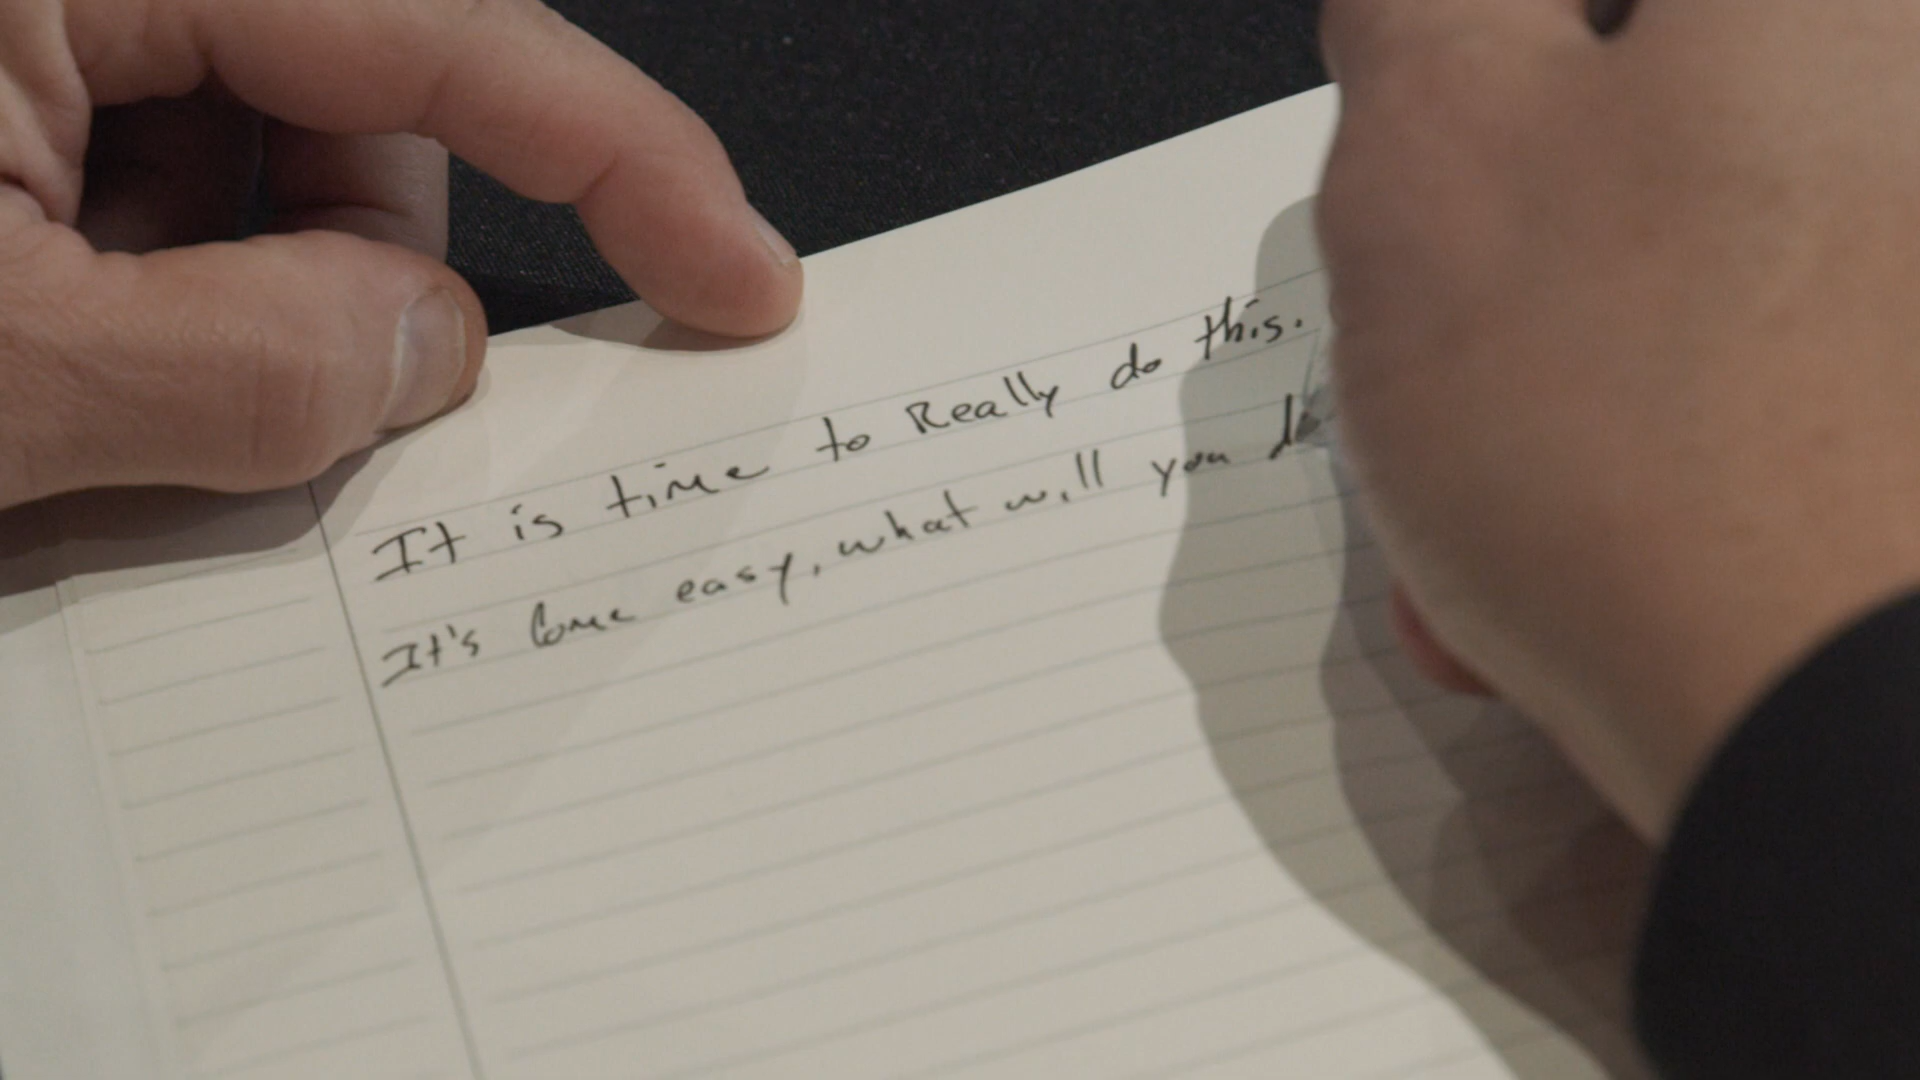 It is time to Really do this.
It's Come easy, what will you